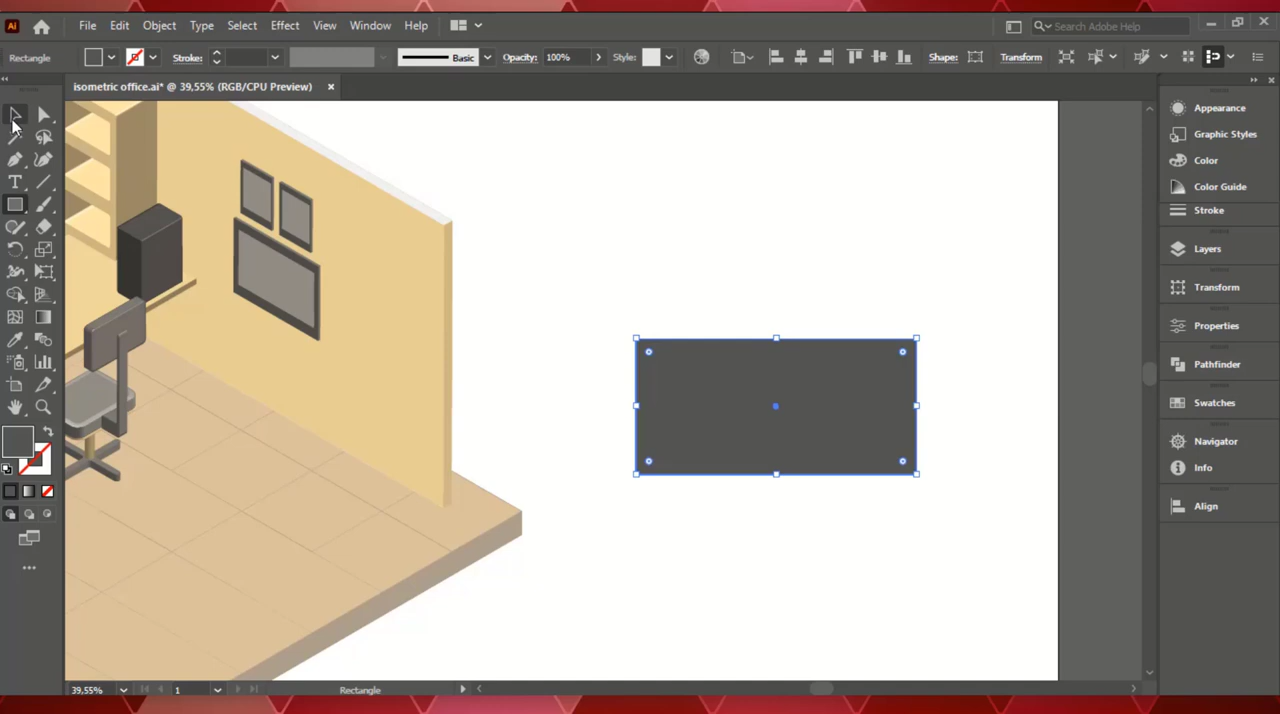 Ai File Edit Object Type Select Effect View Window Help Search Adobe Help
Rectangle Stroke: Basic Opacity: 100% Style: Shape: Transform
isometric office.ai* @ 39,55% (RGB/CPU Preview)
Appearance
Graphic Styles
Color
Color Guide
Stroke
Layers
Transform
Properties
Pathfinder
Swatches
Navigator
Info
Align
39,55% 1 Rectangle